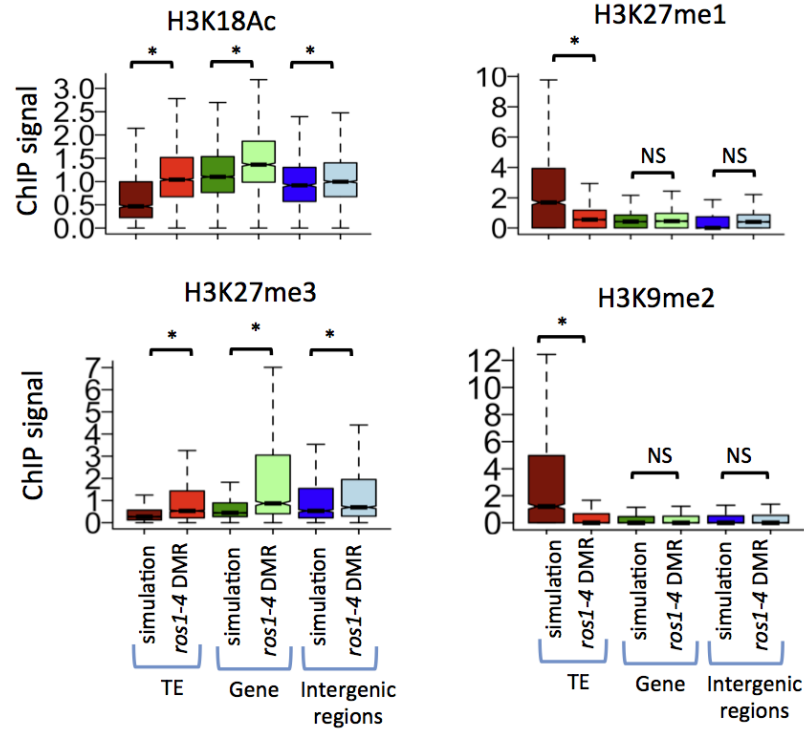 H3K18Ac
ChIP signal
3.0
2.5
2.0
1.5
1.0
0.5
0.0
*
*
*
H3K27me1
10
8
6
4
2
0
*
NS
NS
H3K27me3
ChIP signal
7
6
5
4
3
2
1
0
*
*
*
simulation
ros1-4 DMR
simulation
ros1-4 DMR
simulation
ros1-4 DMR
TE
Gene
Intergenic
regions
H3K9me2
12
10
8
6
4
2
0
*
NS
NS
simulation
ros1-4 DMR
simulation
ros1-4 DMR
simulation
ros1-4 DMR
TE
Gene
Intergenic
regions